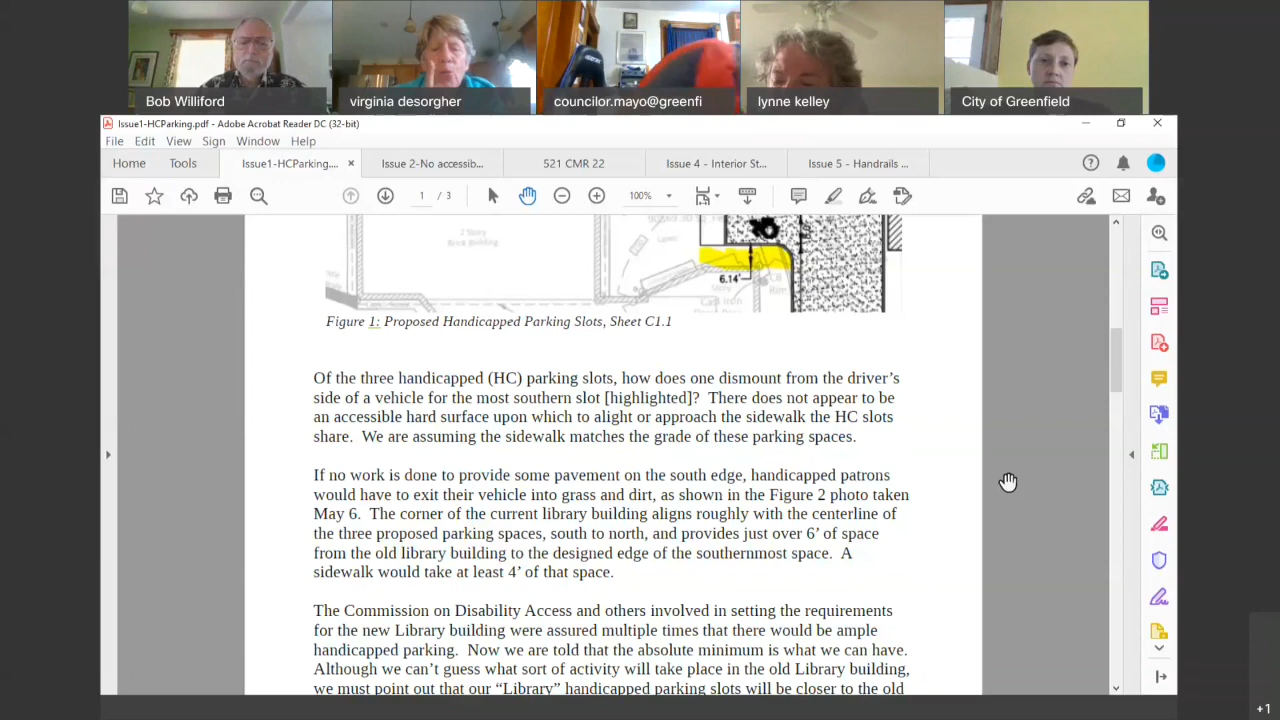 Bob Williford
virginia desorgher
councilor.mayo@greenfi
lynne kelley
City of Greenfield
Issue1-HCParking.pdf - Adobe Acrobat Reader DC (32-bit)
File Edit View Sign Window Help
Home Tools Issue1-HCParking.... × Issue 2-No accessib... 521 CMR 22 Issue 4 - Interior St... Issue 5 - Handrails ...
1 / 3 100%
2 Story
Brick Building
6.14'
Cast Iron
CB
Rim
Figure 1: Proposed Handicapped Parking Slots, Sheet C1.1
Of the three handicapped (HC) parking slots, how does one dismount from the driver's
side of a vehicle for the most southern slot [highlighted]? There does not appear to be
an accessible hard surface upon which to alight or approach the sidewalk the HC slots
share. We are assuming the sidewalk matches the grade of these parking spaces.
If no work is done to provide some pavement on the south edge, handicapped patrons
would have to exit their vehicle into grass and dirt, as shown in the Figure 2 photo taken
May 6. The corner of the current library building aligns roughly with the centerline of
the three proposed parking spaces, south to north, and provides just over 6' of space
from the old library building to the designed edge of the southernmost space. A
sidewalk would take at least 4' of that space.
The Commission on Disability Access and others involved in setting the requirements
for the new Library building were assured multiple times that there would be ample
handicapped parking. Now we are told that the absolute minimum is what we can have.
Although we can't guess what sort of activity will take place in the old Library building,
we must point out that our “Library” handicapped parking slots will be closer to the old
+1